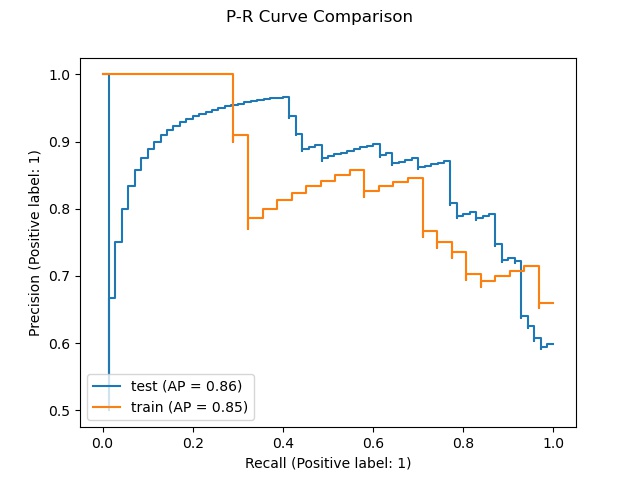 P-R Curve Comparison
1.0
0.9
0.8
0.7
0.6
0.5
Precision (Positive label: 1)
test (AP = 0.86)
train (AP = 0.85)
0.0 0.2 0.4 0.6 0.8 1.0
Recall (Positive label: 1)